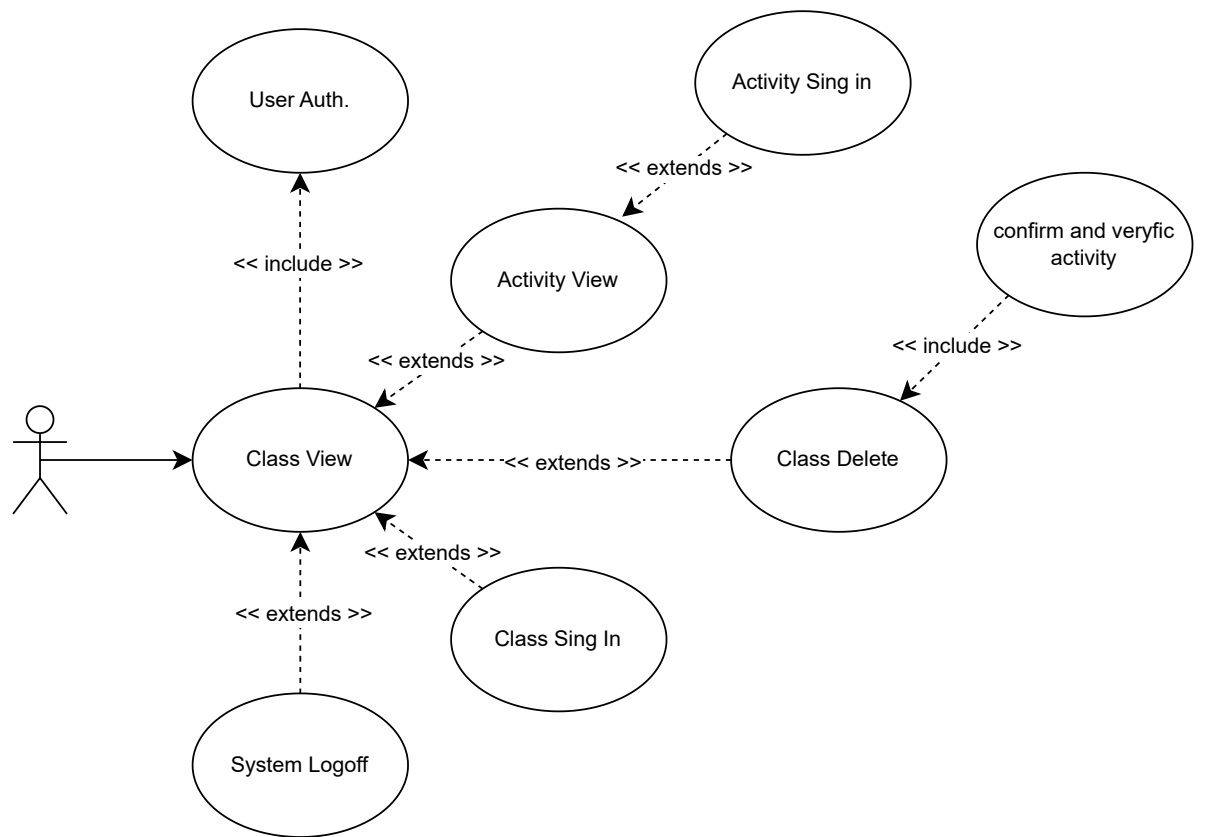 User Auth.
Activity Sing in
<< extends >>
confirm and veryfic
activity
<< include >>
Activity View
<< extends >>
<< include >>
Class View
<< extends >>
Class Delete
<< extends >>
<< extends >>
Class Sing In
System Logoff